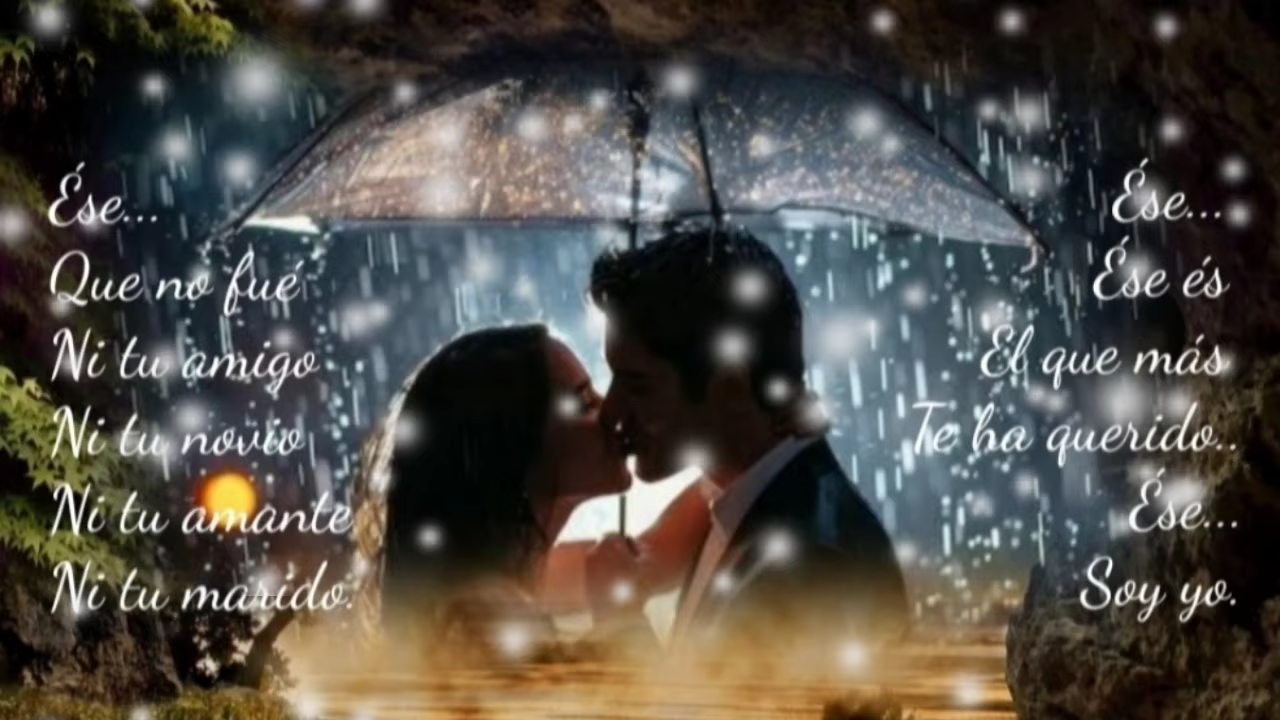 Ése...
Que no fué
Ni tu amigo
Ni tu novio
Ni tu amante
Ni tu marido.
Ése...
Ése és
El que más
Te ha querido..
Ése...
Soy yo.